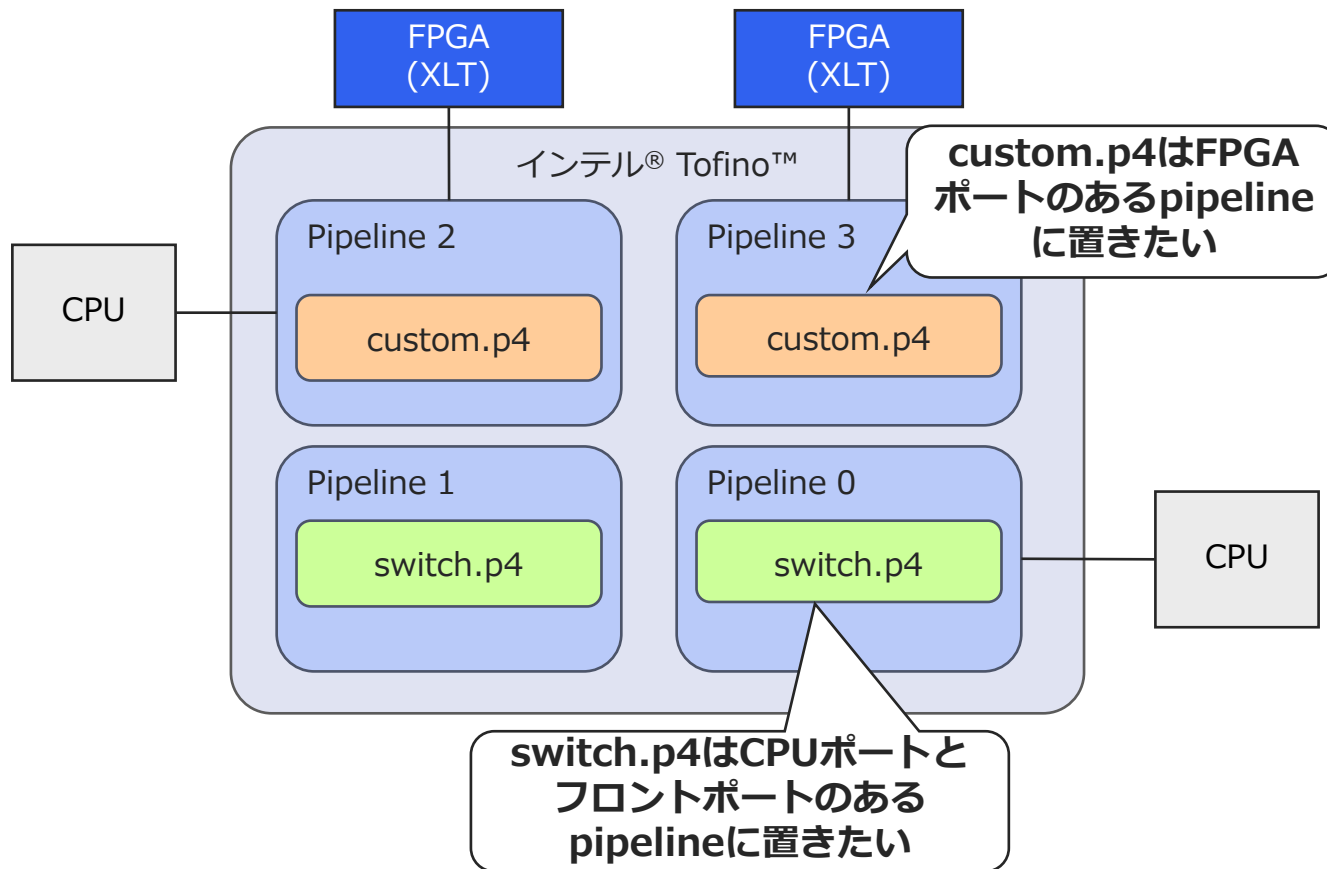 FPGA
(XLT)
FPGA
(XLT)
インテル® Tofino™
custom.p4はFPGA
ポートのあるpipeline
に置きたい
Pipeline 2
Pipeline 3
CPU
custom.p4
custom.p4
Pipeline 1
Pipeline 0
switch.p4
switch.p4
CPU
switch.p4はCPUポートと
フロントポートのある
pipelineに置きたい